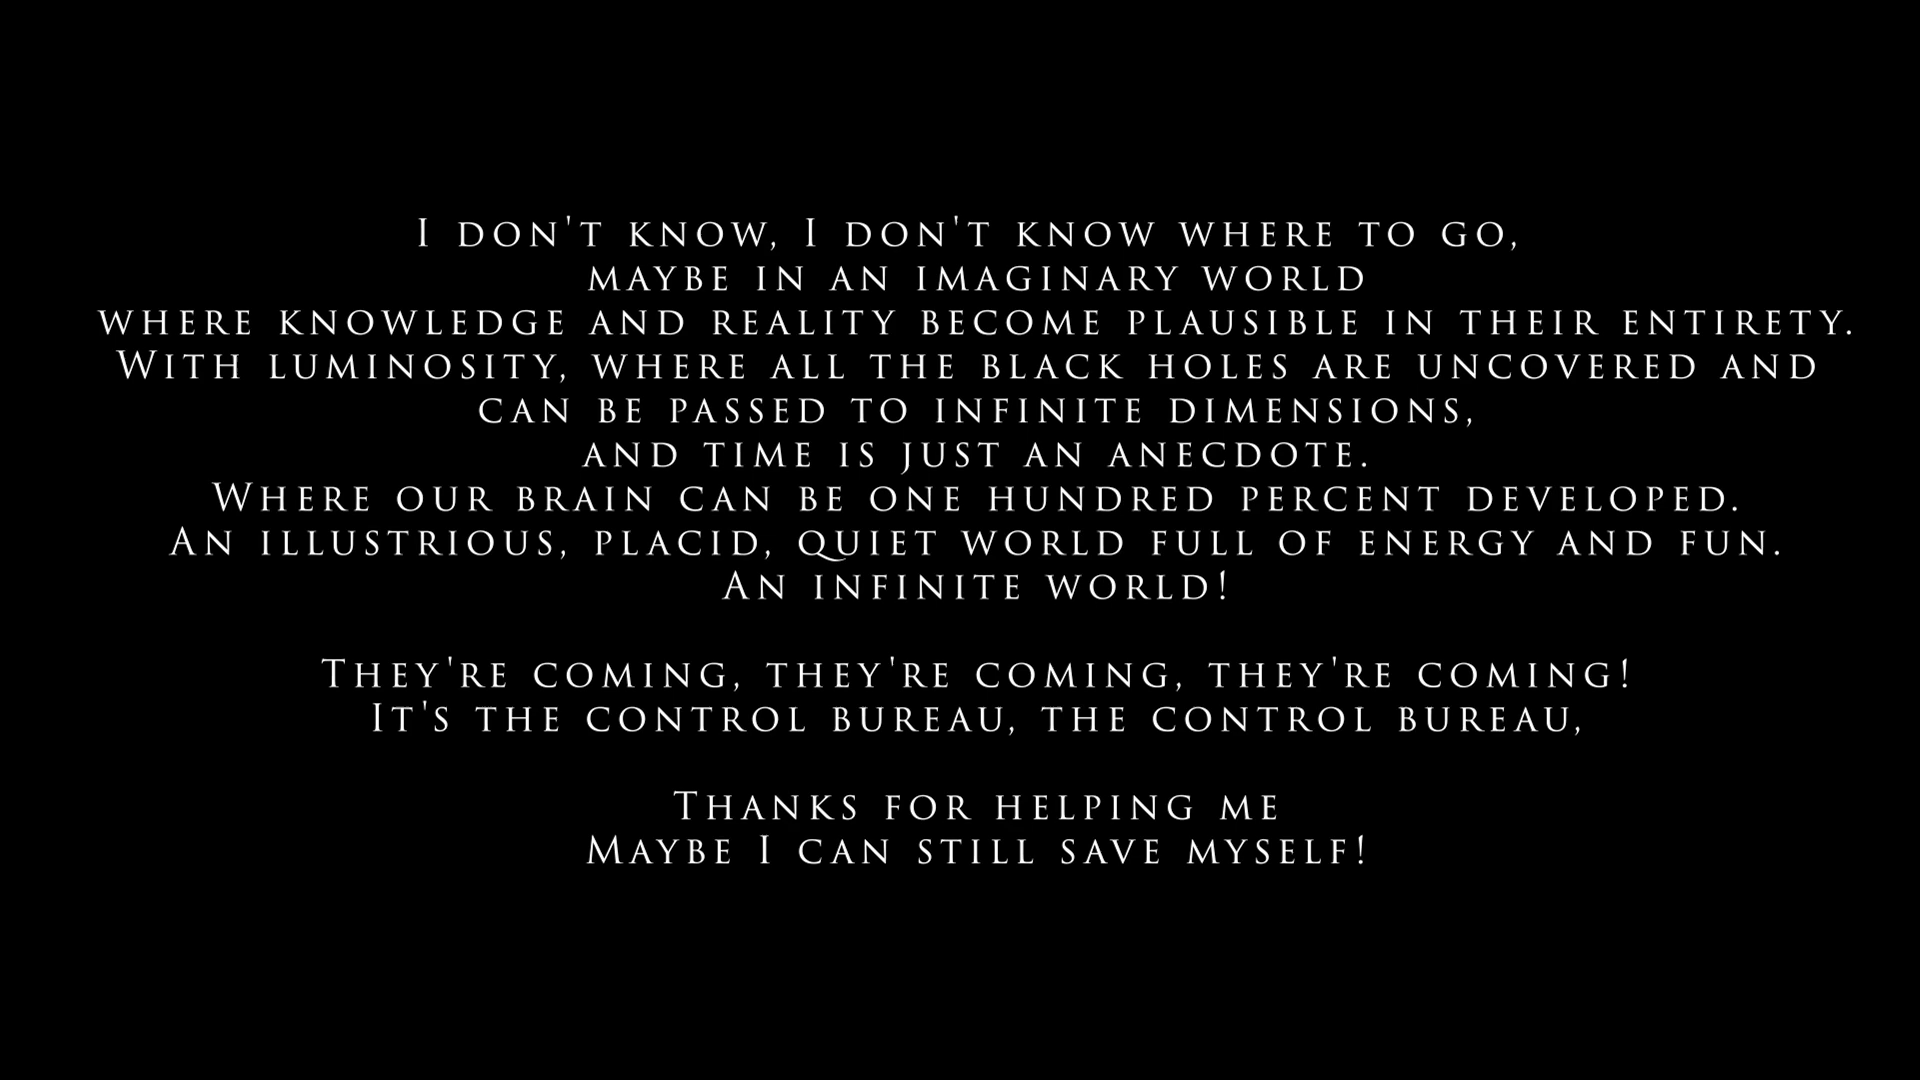 I don't know, I don't know where to go,
maybe in an imaginary world
where knowledge and reality become plausible in their entirety.
With luminosity, where all the black holes are uncovered and
can be passed to infinite dimensions,
and time is just an anecdote.
Where our brain can be one hundred percent developed.
An illustrious, placid, quiet world full of energy and fun.
An infinite world!
They're coming, they're coming, they're coming!
It's the control bureau, the control bureau,
Thanks for helping me
Maybe I can still save myself!